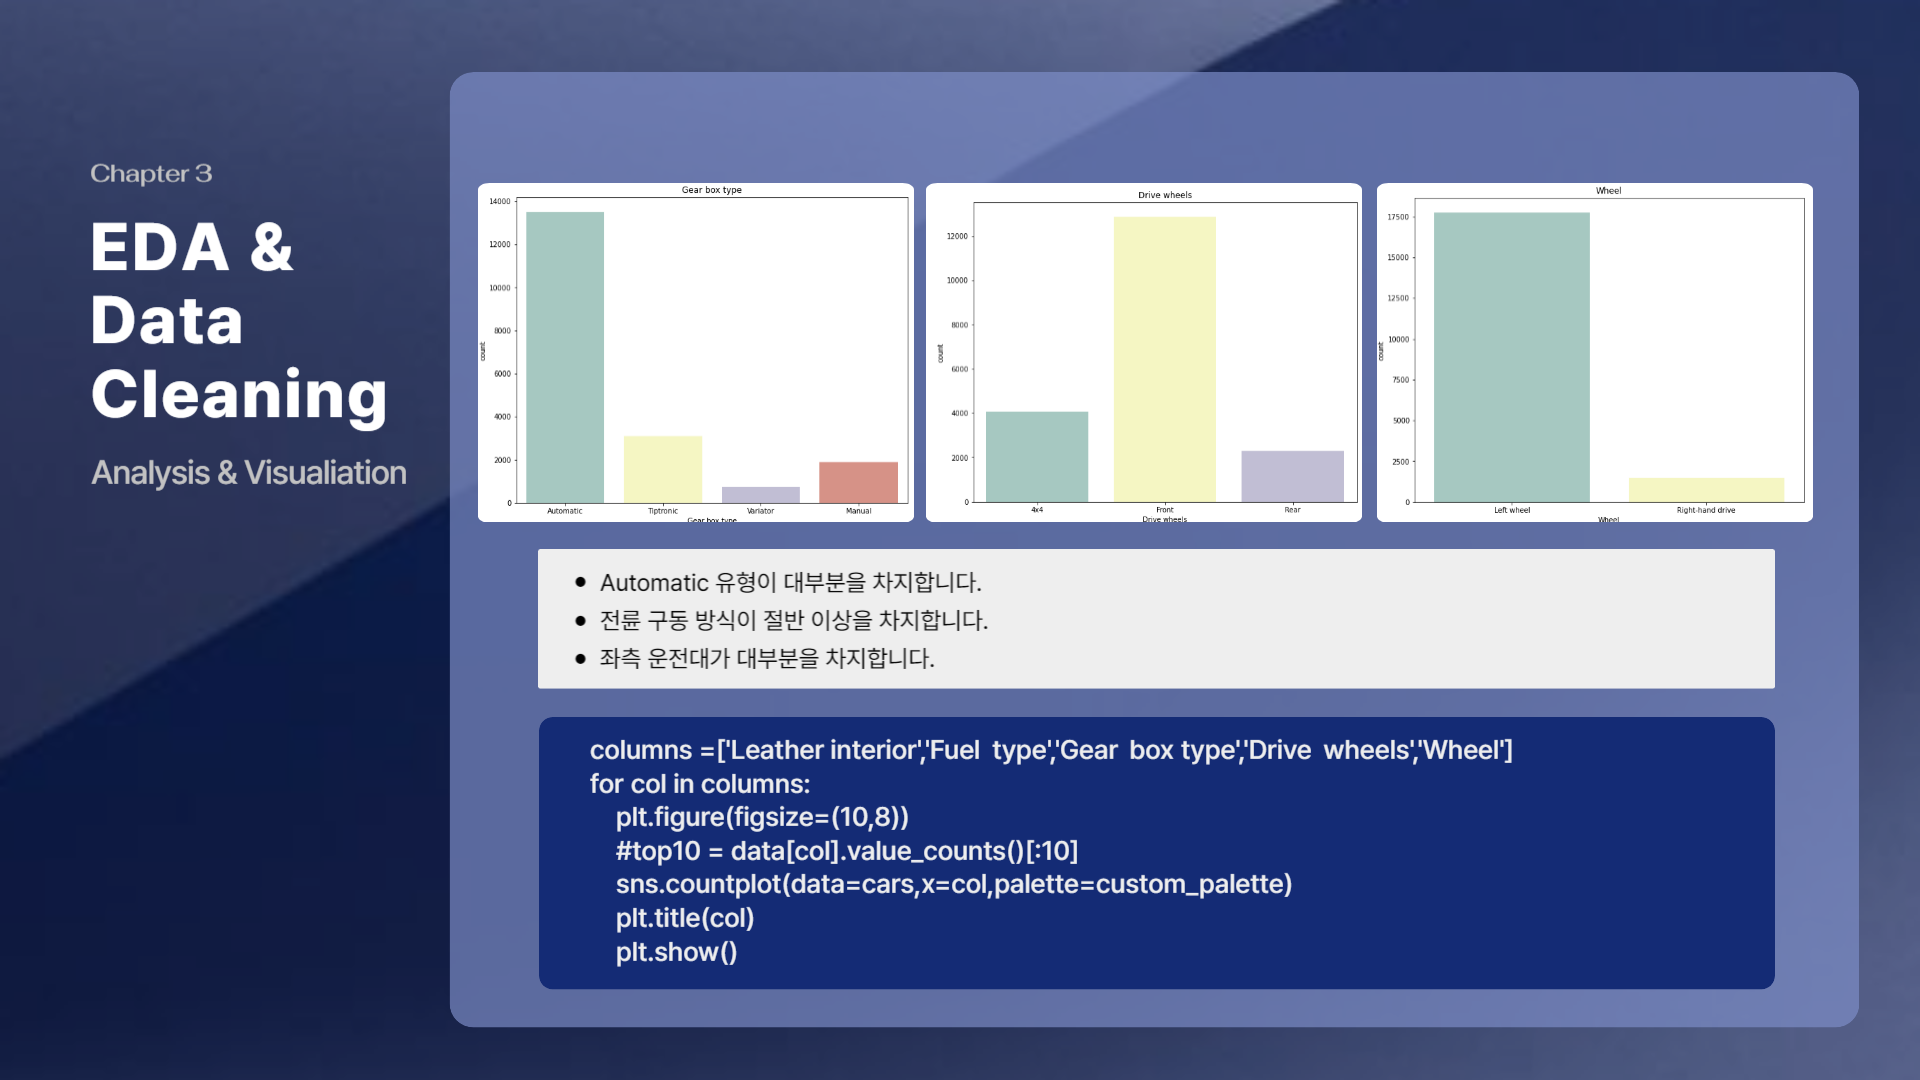 Chapter 3
EDA &
Data
Cleaning
Analysis & Visualiation
Gear box type
14000
12000
10000
8000
6000
4000
2000
0
count
Automatic Tiptronic Variator Manual
Gear box type
Drive wheels
12000
10000
8000
6000
4000
2000
0
count
4x4 Front Rear
Drive wheels
Wheel
17500
15000
12500
10000
7500
5000
2500
0
count
Left wheel Right-hand drive
Wheel
● Automatic 유형이 대부분을 차지합니다.
● 전륜 구동 방식이 절반 이상을 차지합니다.
● 좌측 운전대가 대부분을 차지합니다.
columns =['Leather interior','Fuel type','Gear box type','Drive wheels','Wheel']
for col in columns:
plt.figure(figsize=(10,8))
#top10 = data[col].value_counts()[:10]
sns.countplot(data=cars,x=col,palette=custom_palette)
plt.title(col)
plt.show()